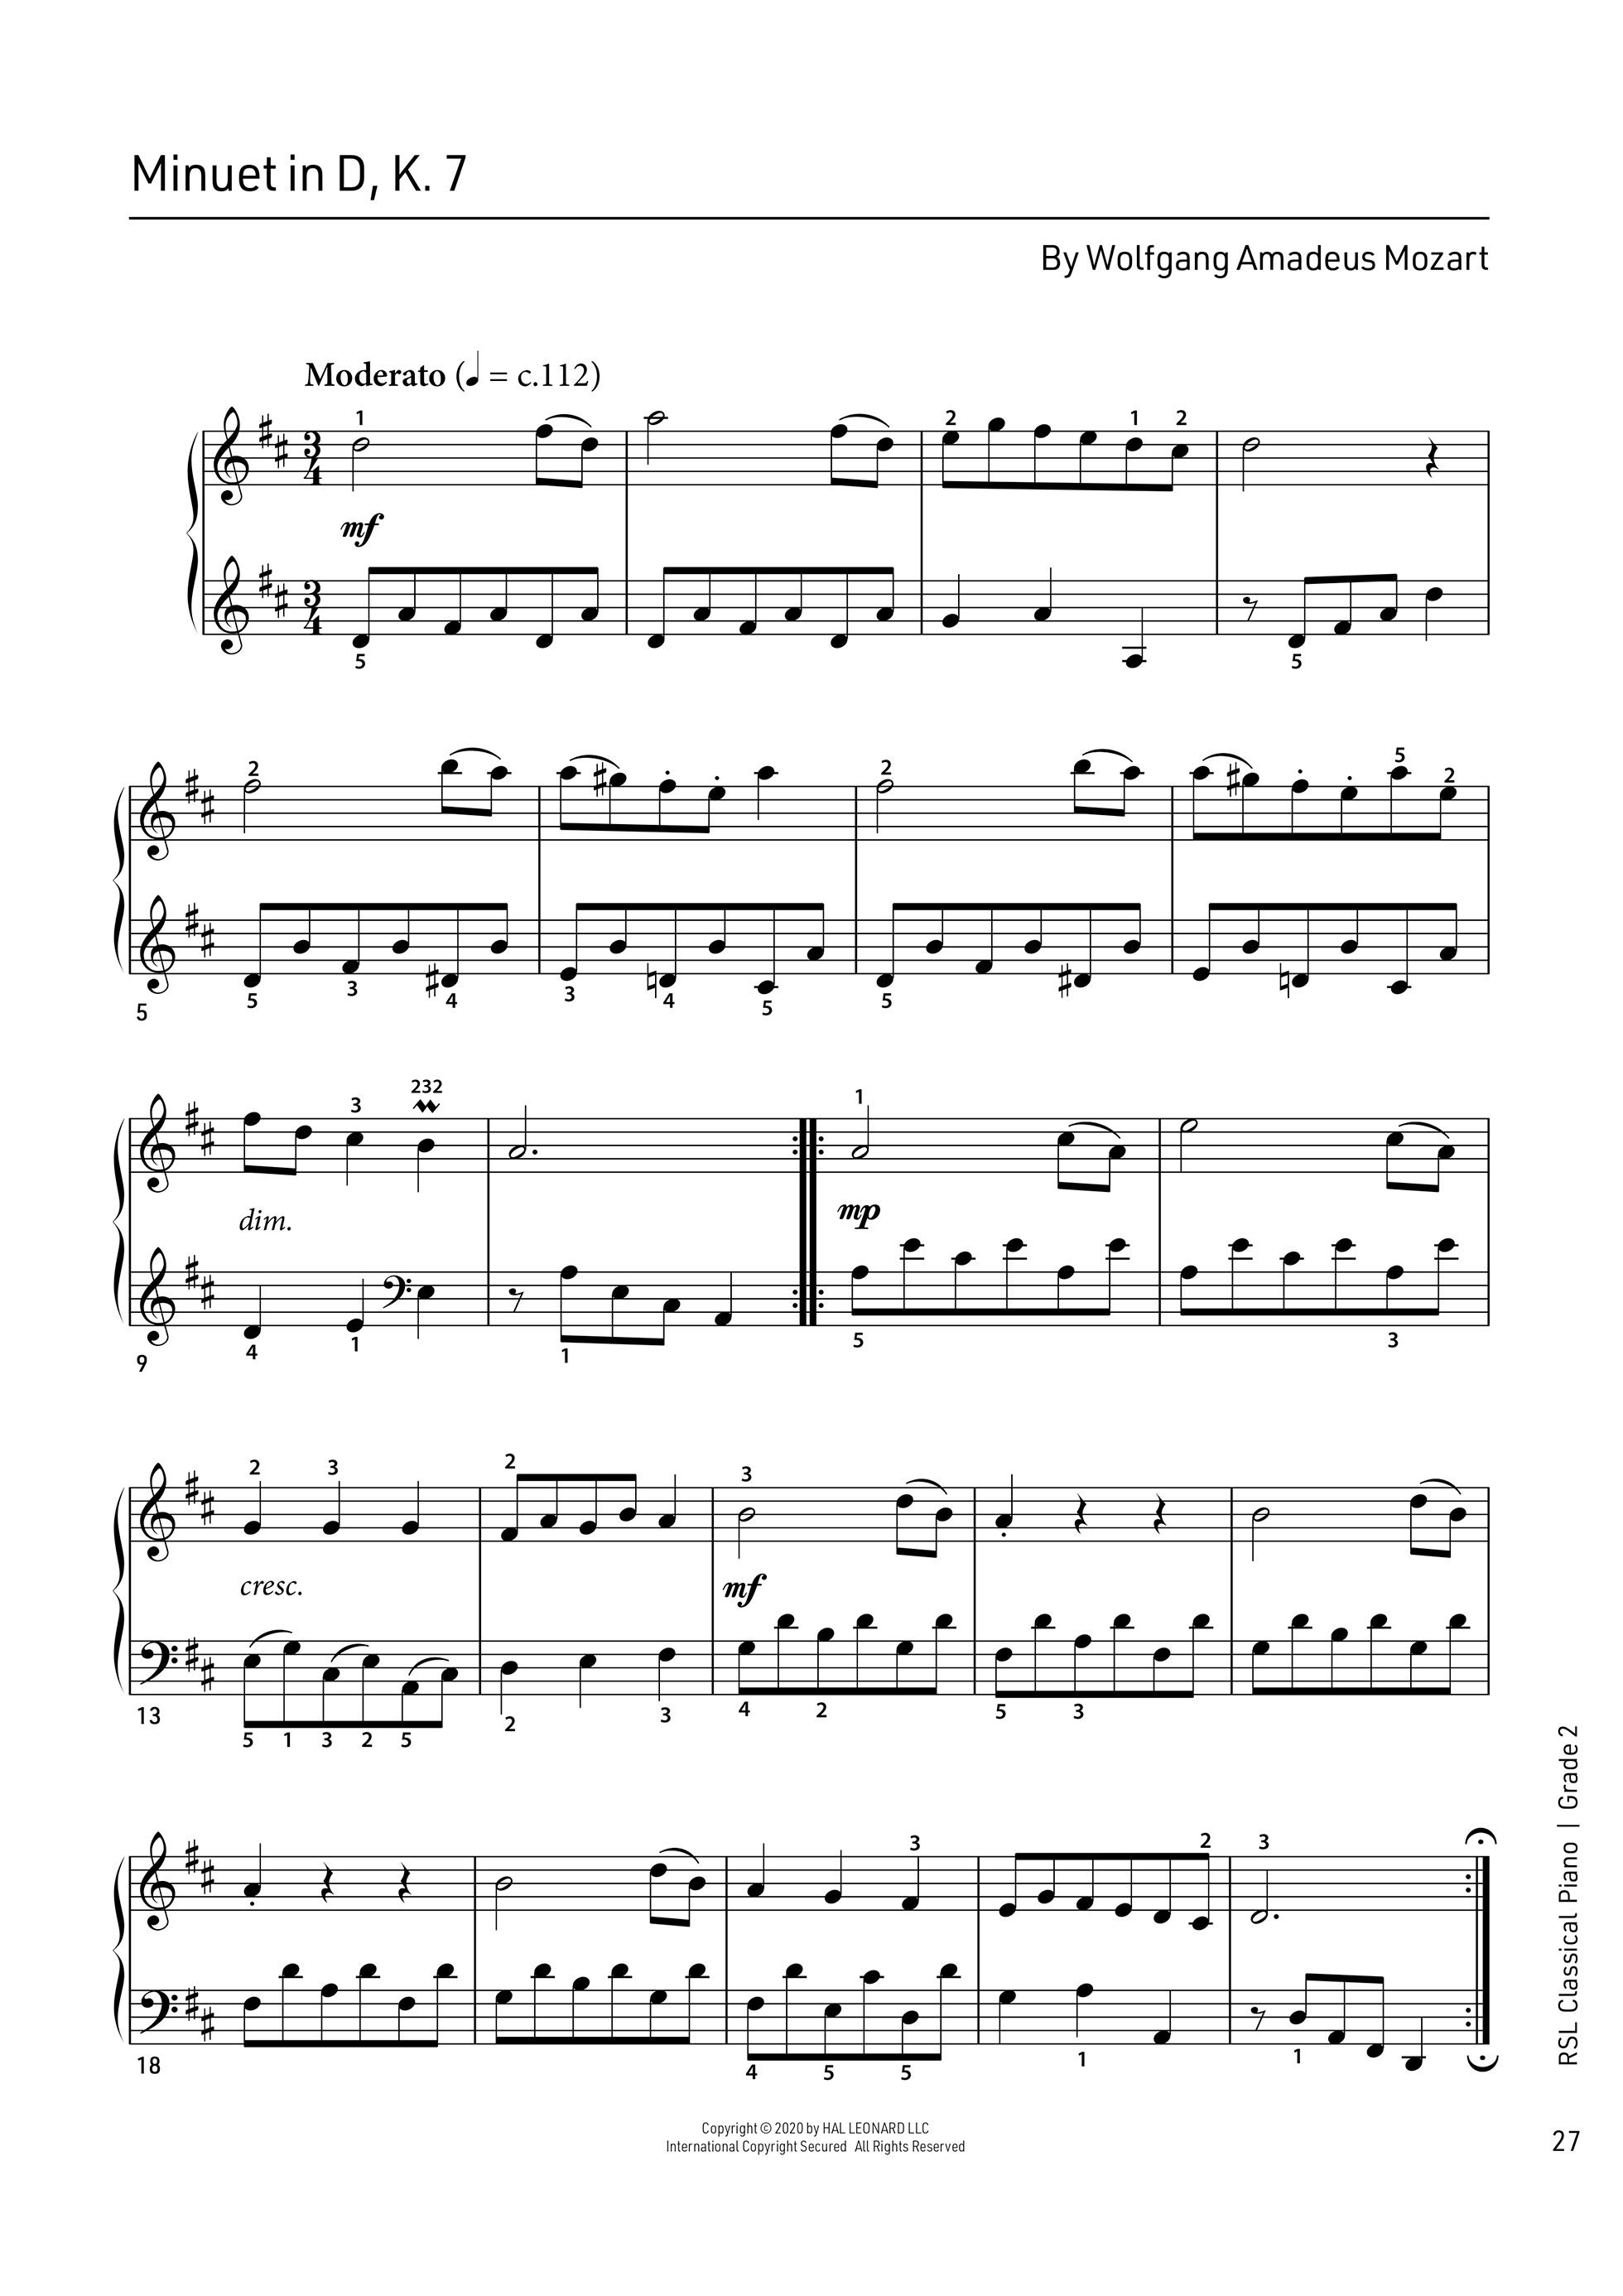 Minuet in D, K. 7
By Wolfgang Amadeus Mozart
Moderato (♩ = c.112)
1 2 1 2
3 4
mf
3 4
5 5
2 2 5 2
5 3 4 3 4 5 5
5
232
3 1
dim. mp
4 1 1 5 3
9
2 3 2 3
cresc. mf
13
5 1 3 2 5 2 3 4 2 5 3
3 2 3
18
4 5 5 1 1
RSL Classical Piano | Grade 2
Copyright © 2020 by HAL LEONARD LLC
International Copyright Secured All Rights Reserved
27